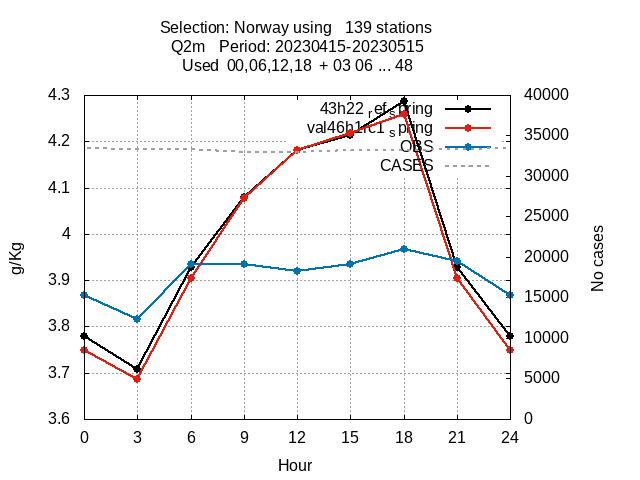 Selection: Norway using 139 stations
Q2m Period: 20230415-20230515
Used 00,06,12,18 + 03 06 ... 48
43h22_ref_spring
val46h1rc1_spring
OBS
CASES
4.3
4.2
4.1
4
3.9
3.8
3.7
3.6
g/Kg
40000
35000
30000
25000
20000
15000
10000
5000
0
No cases
0 3 6 9 12 15 18 21 24
Hour